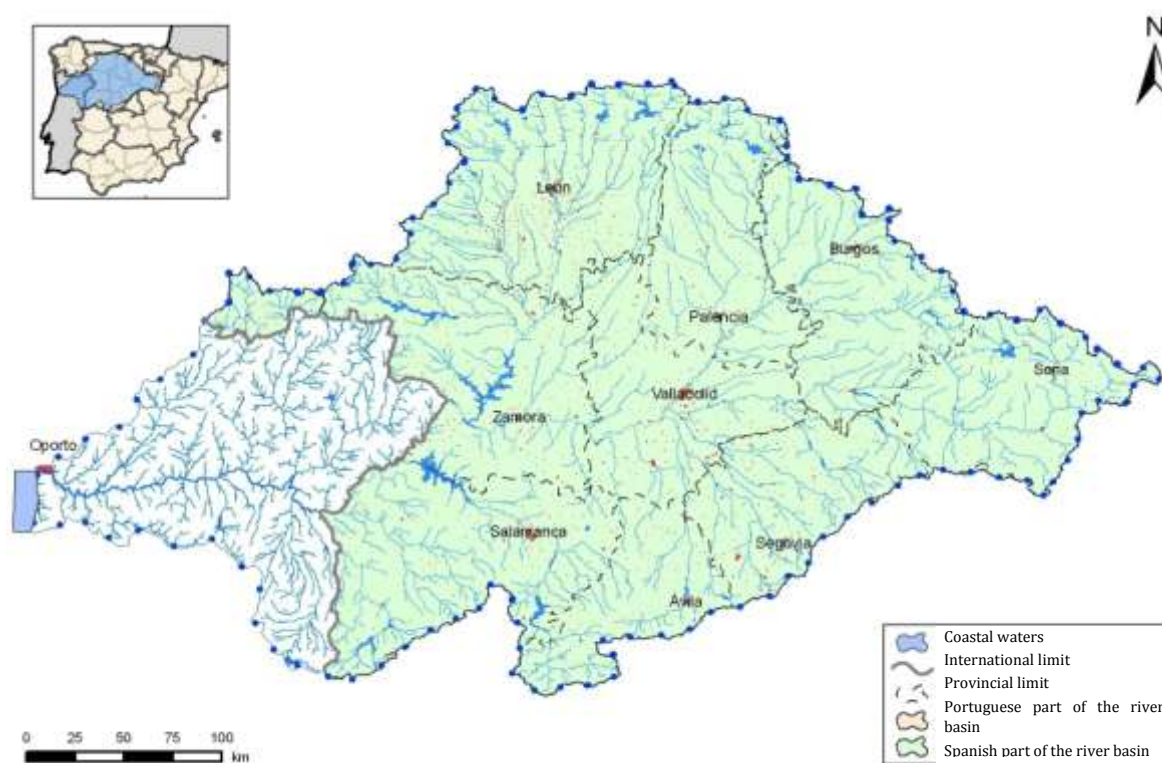 N
León
Burgos
Palencia
Soria
Valladolid
Zamora
Oporto
Salamanca
Segovia
Avila
Coastal waters
International limit
Provincial limit
Portuguese part of the river
basin
Spanish part of the river basin
0 25 50 75 100
km